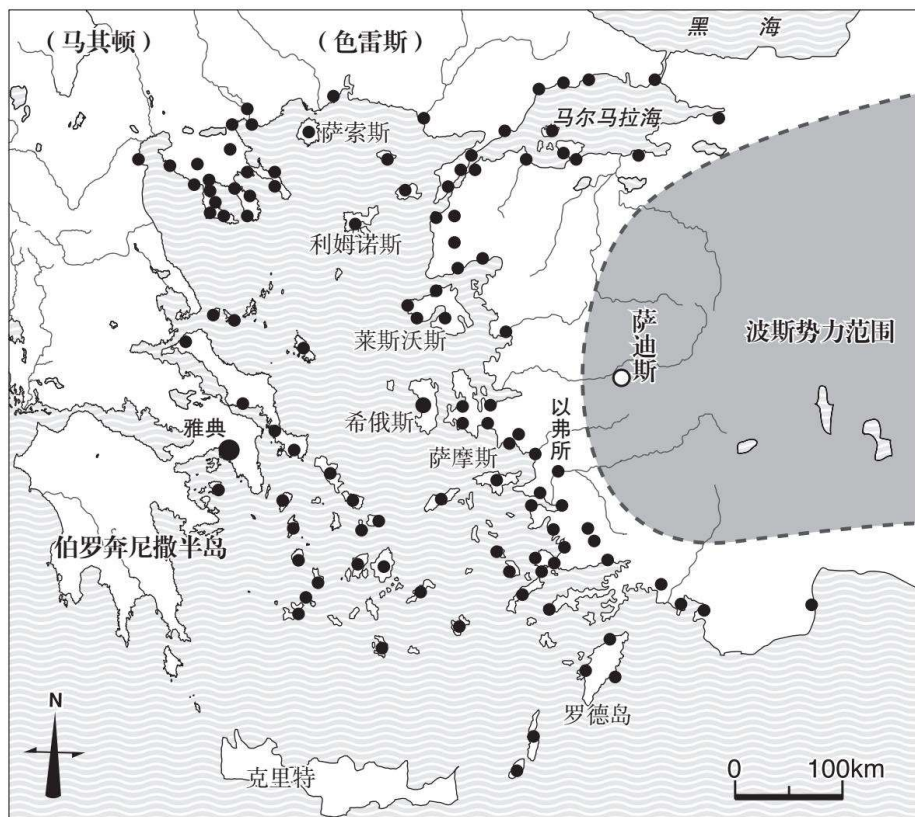 （马其顿）
（色雷斯）
黑 海
马尔马拉海
萨索斯
利姆诺斯
莱斯沃斯
萨迪斯
波斯势力范围
希俄斯
雅典
以弗所
萨摩斯
伯罗奔尼撒半岛
罗德岛
克里特
N
0 100km